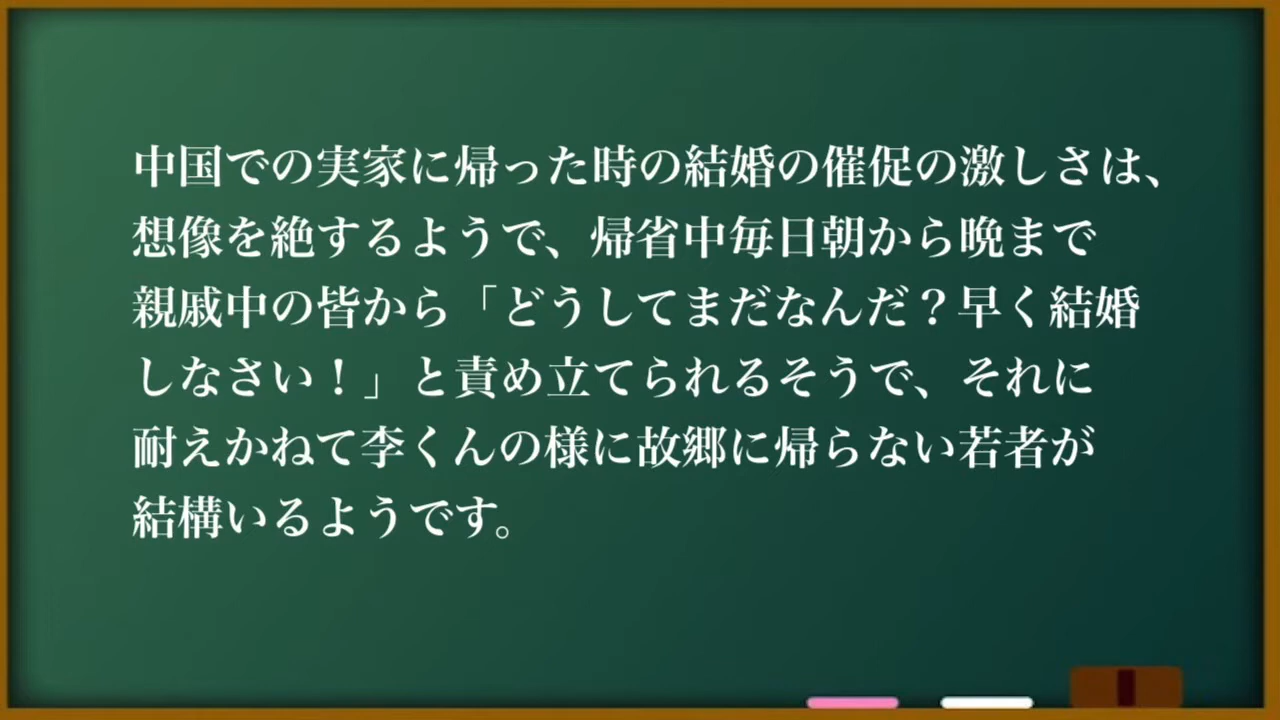 中国での実家に帰った時の結婚の催促の激しさは、
想像を絶するようで、帰省中毎日朝から晩まで
親戚中の皆から「どうしてまだなんだ？早く結婚
しなさい！」と責め立てられるそうで、それに
耐えかねて李くんの様に故郷に帰らない若者が
結構いるようです。